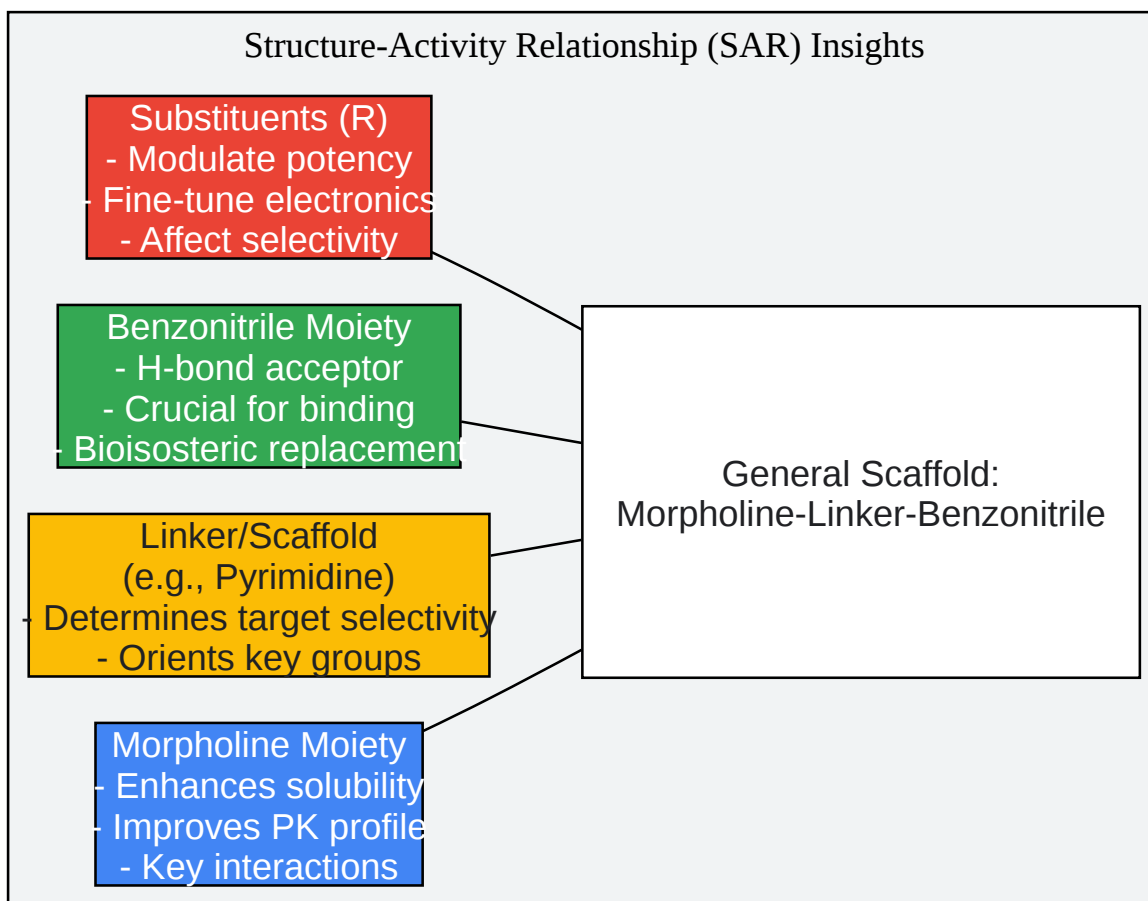 Structure-Activity Relationship (SAR) Insights
Substituents (R)
- Modulate potency
- Fine-tune electronics
- Affect selectivity
Benzonitrile Moiety
- H-bond acceptor
- Crucial for binding
- Bioisosteric replacement
Linker/Scaffold
(e.g., Pyrimidine)
- Determines target selectivity
- Orients key groups
Morpholine Moiety
- Enhances solubility
- Improves PK profile
- Key interactions
General Scaffold:
Morpholine-Linker-Benzonitrile